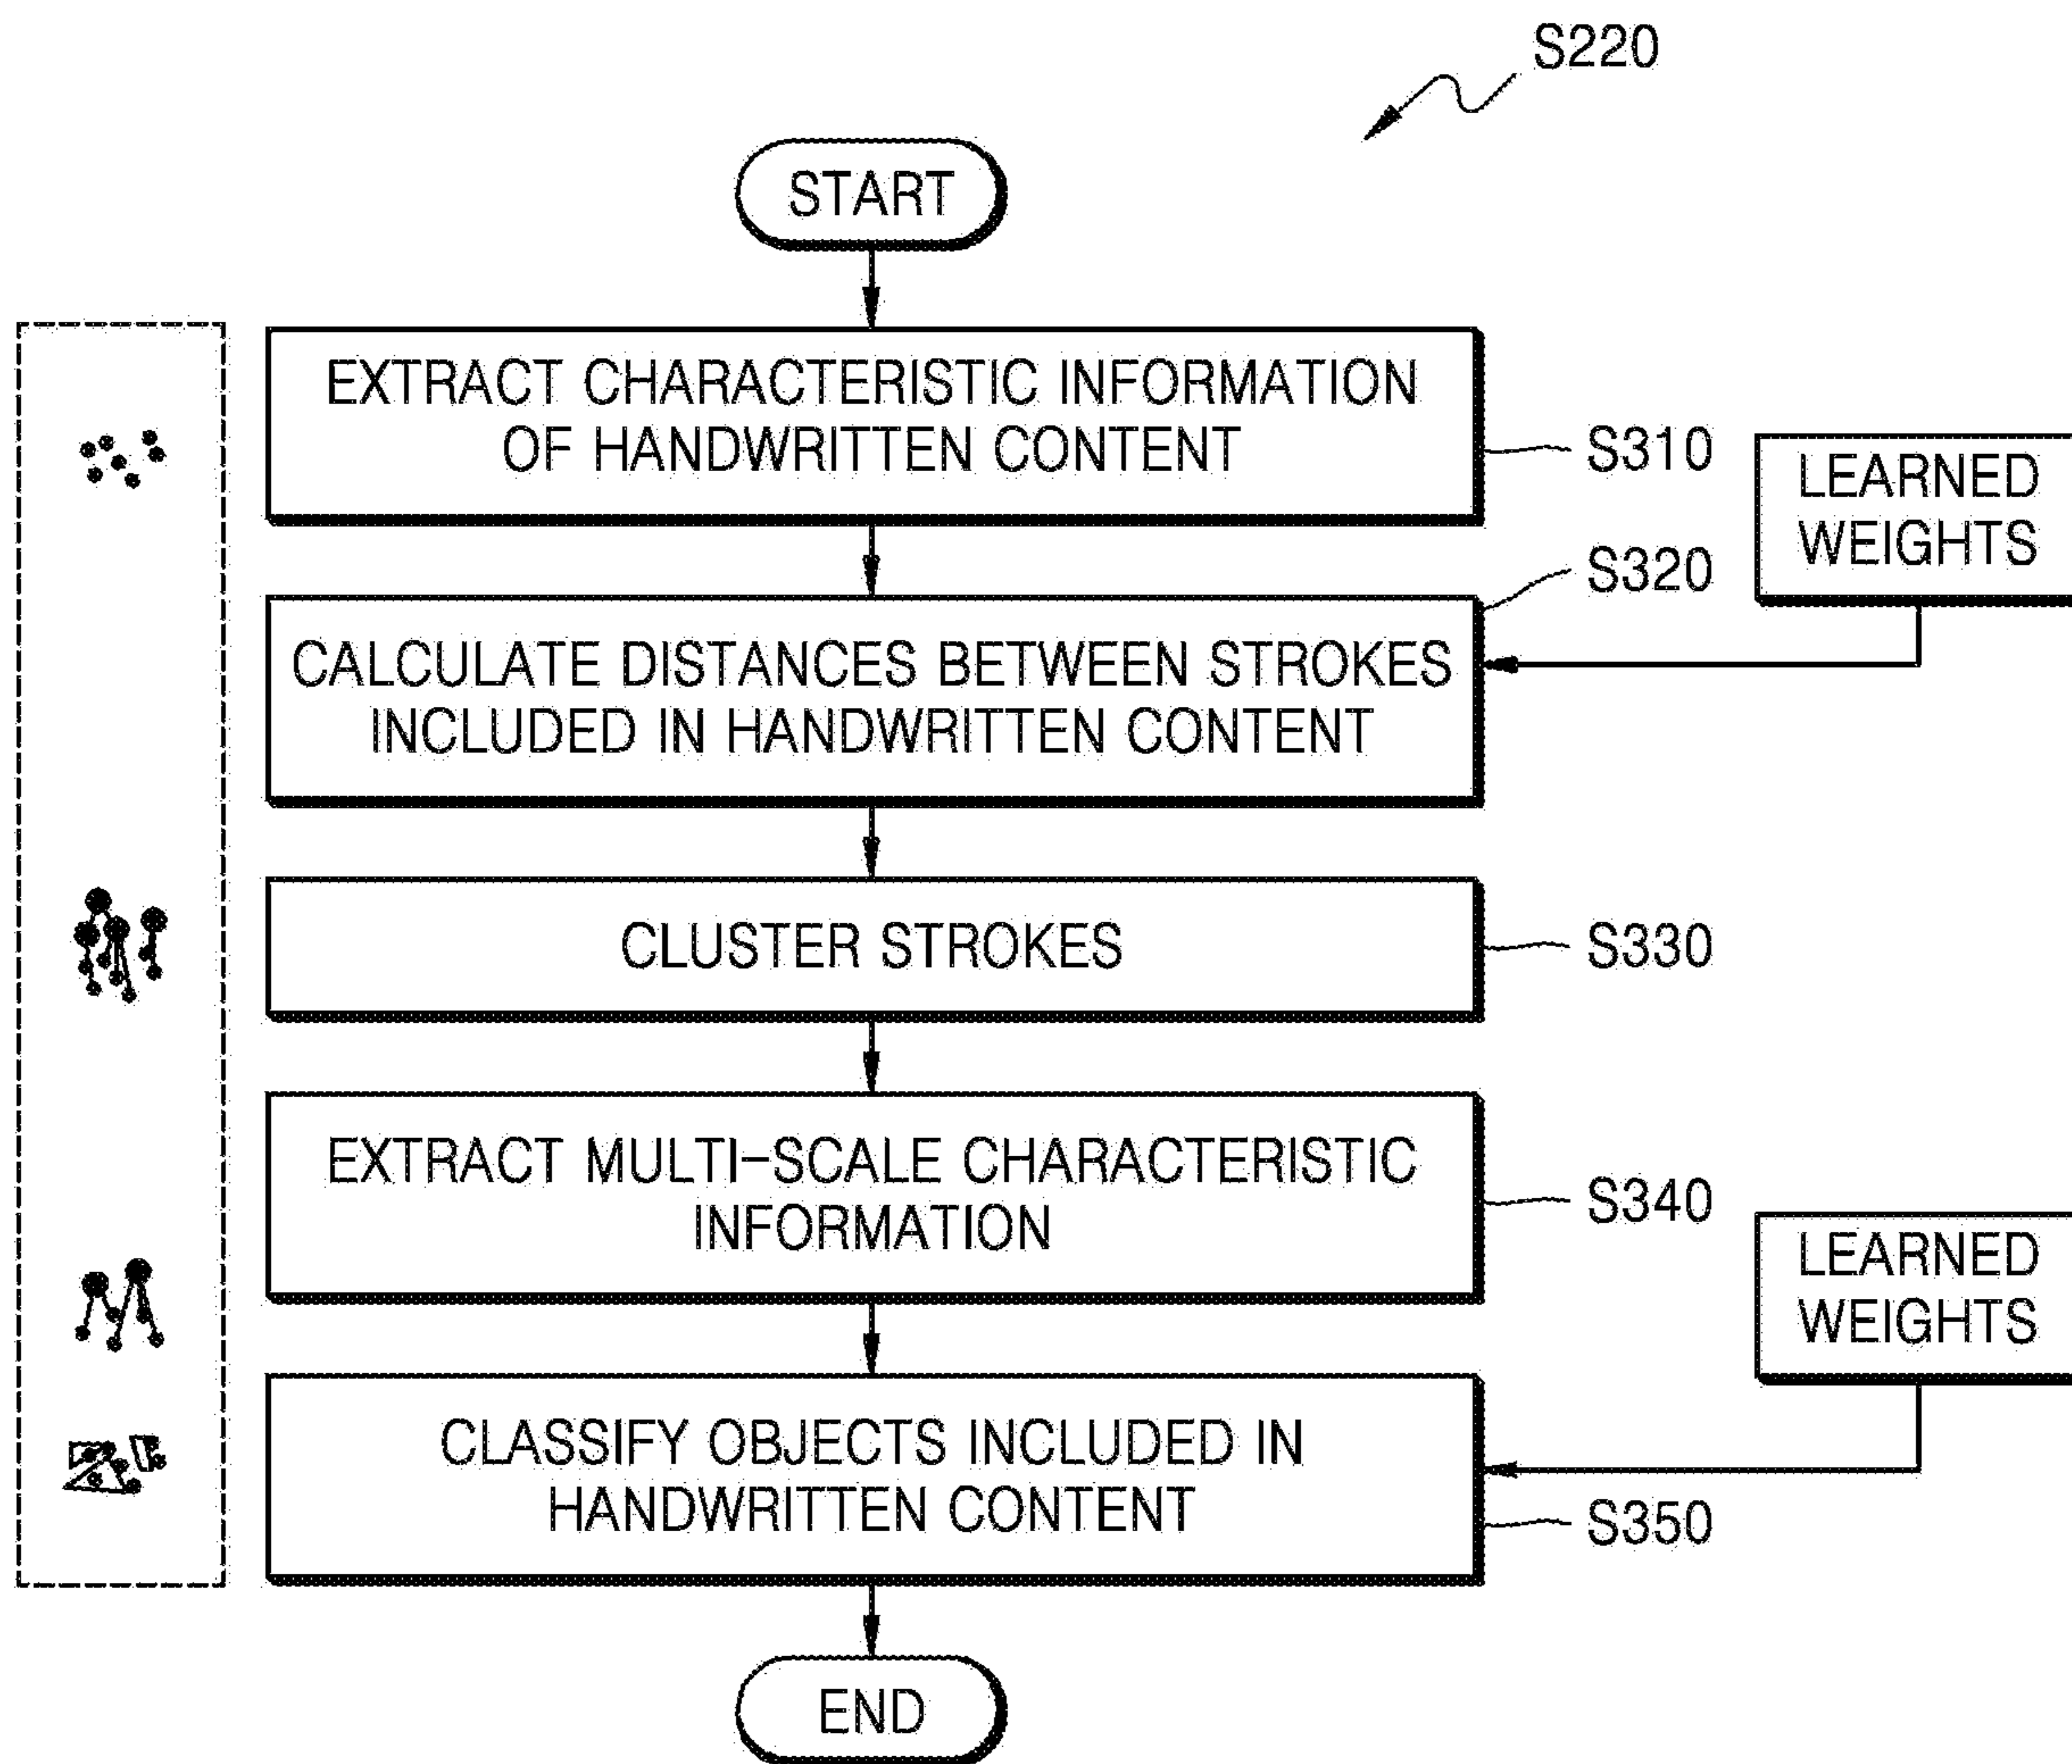 S220
START
EXTRACT CHARACTERISTIC INFORMATION
OF HANDWRITTEN CONTENT
S310
LEARNED
WEIGHTS
S320
CALCULATE DISTANCES BETWEEN STROKES
INCLUDED IN HANDWRITTEN CONTENT
CLUSTER STROKES
S330
EXTRACT MULTI-SCALE CHARACTERISTIC
INFORMATION
S340
LEARNED
WEIGHTS
CLASSIFY OBJECTS INCLUDED IN
HANDWRITTEN CONTENT
S350
END